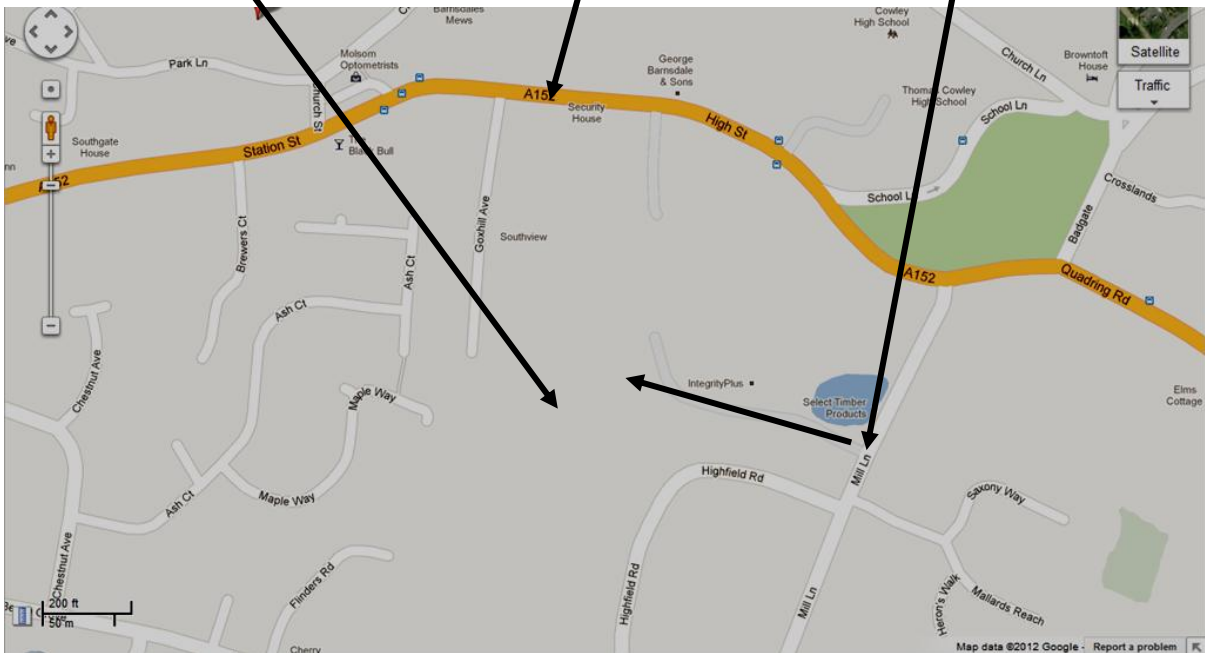 Barnsdales
Mews
Cowley
High School
Church Ln
Browntoft
House
Satellite
Traffic
Park Ln
Molsom
Optometrists
George
Barnsdale
& Sons
Thomas Cowley
High School
School Ln
A152
Security
House
High St
Southgate
House
Station St
Black Bull
School Ln
Crosslands
Badgate
Brewers Ct
Goxhill Ave
Southview
Ash Ct
A152
Quadring Rd
Ash Ct
Chestnut Ave
Maple Way
IntegrityPlus
Select Timber
Products
Elms
Cottage
Highfield Rd
Mill Ln
Saxony Way
Ash Ct
Maple Way
Chestnut Ave
Flinders Rd
Highfield Rd
Mill Ln
Heron's Walk
Mallards Reach
200 ft
50 m
Cherry
Map data ©2012 Google - Report a problem